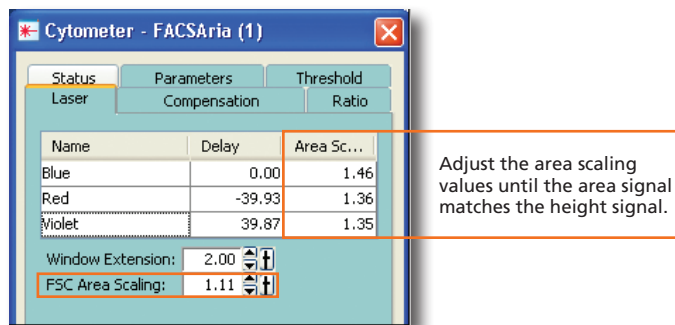 Cytometer - FACSAria (1)
Status Parameters Threshold
Laser Compensation Ratio
Name Delay Area Sc...
Blue 0.00 1.46
Red -39.93 1.36
Violet 39.87 1.35
Adjust the area scaling
values until the area signal
matches the height signal.
Window Extension: 2.00
FSC Area Scaling: 1.11